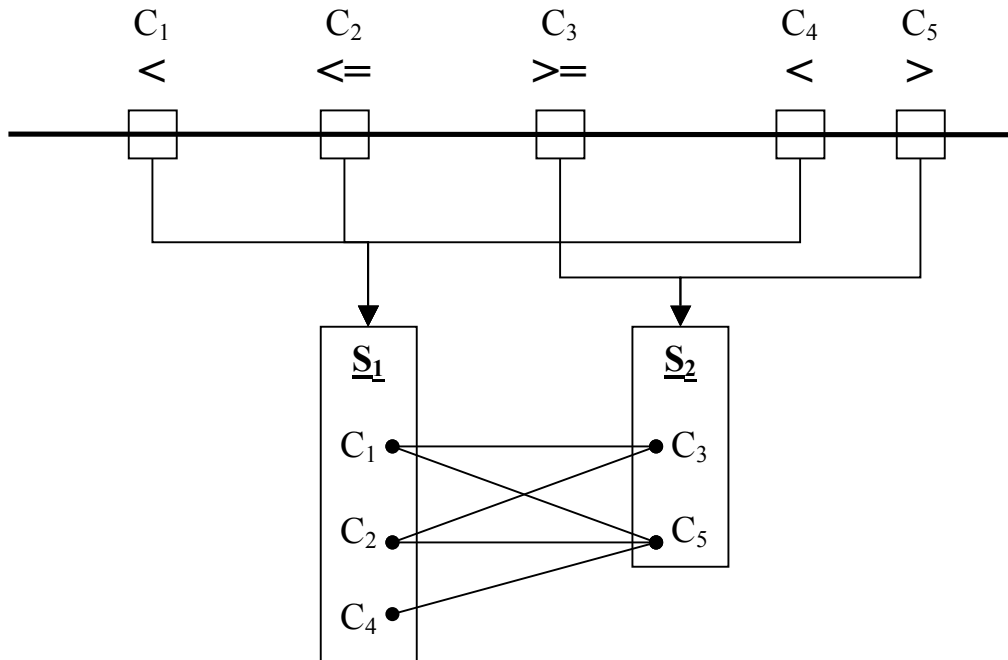 C₁ C₂ C₃ C₄ C₅
< <= >= < >
S₁ S₂
C₁ C₃
C₂ C₅
C₄